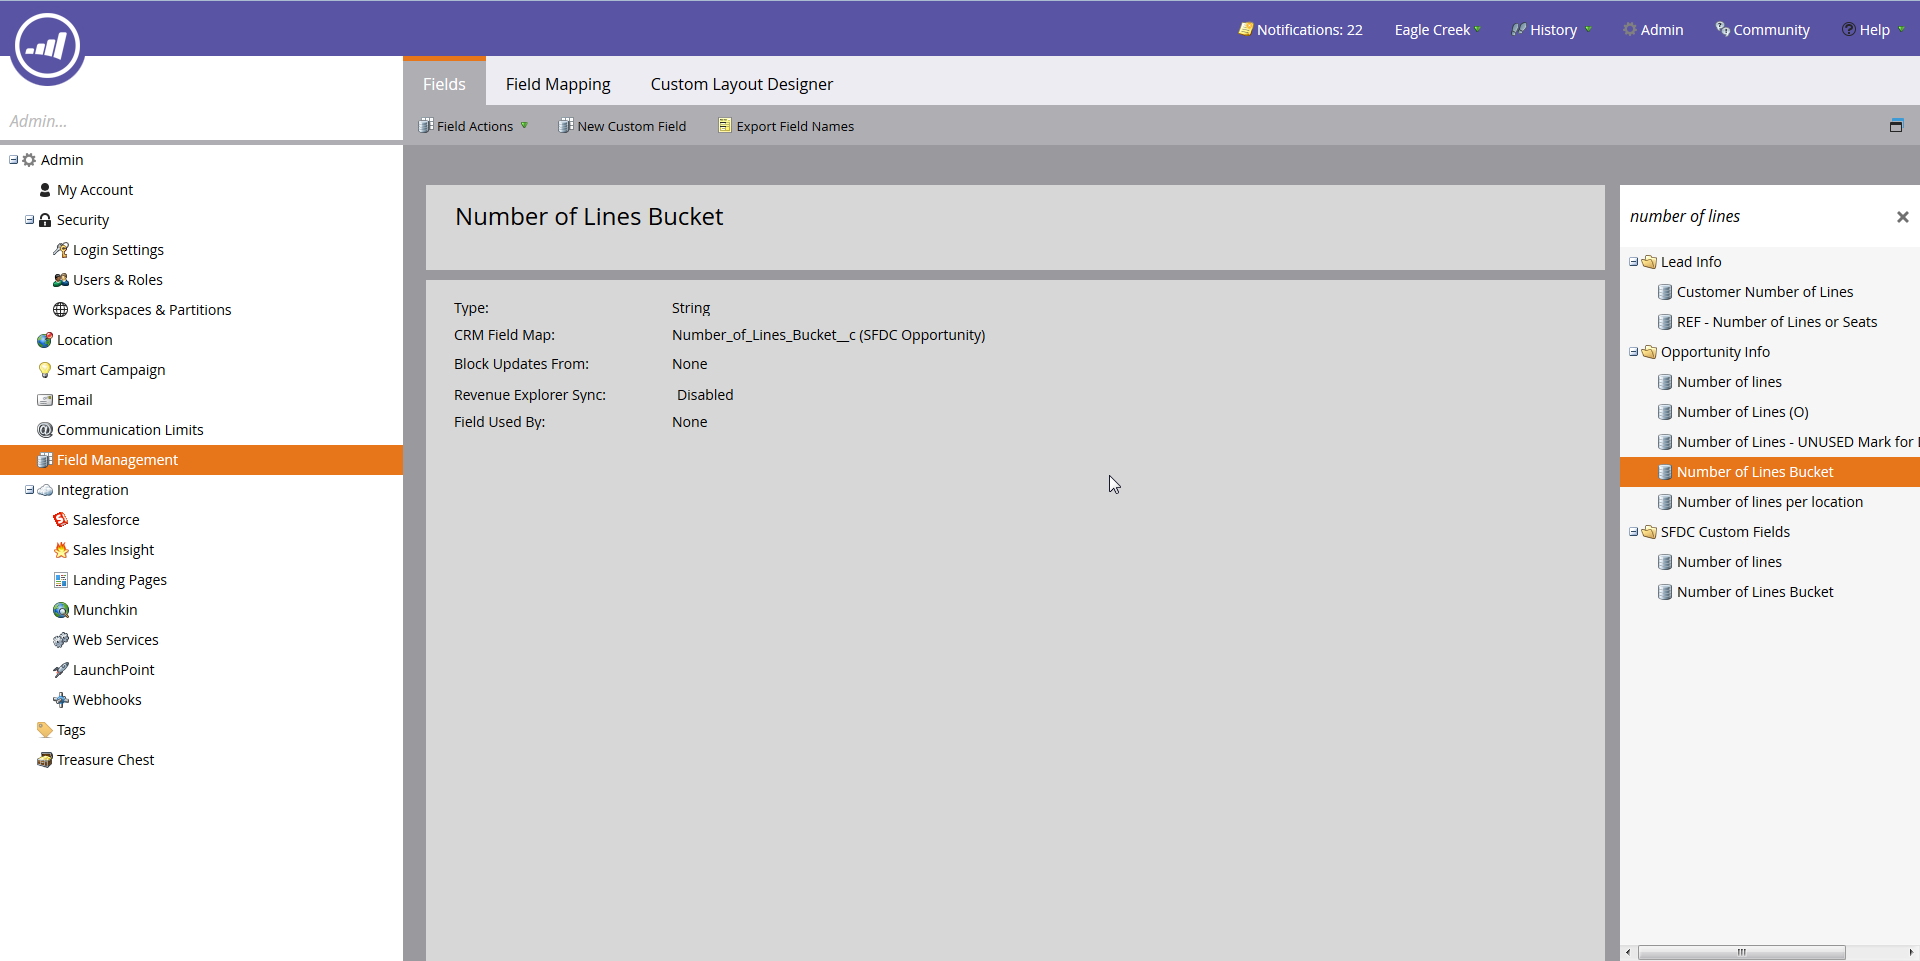 Notifications: 22
Eagle Creek
History
Admin
Community
Help
Admin...
Fields
Field Mapping
Custom Layout Designer
Field Actions
New Custom Field
Export Field Names
Admin
My Account
Security
Login Settings
Users & Roles
Workspaces & Partitions
Location
Smart Campaign
Email
Communication Limits
Field Management
Integration
Salesforce
Sales Insight
Landing Pages
Munchkin
Web Services
LaunchPoint
Webhooks
Tags
Treasure Chest
Number of Lines Bucket
Type: String
CRM Field Map: Number_of_Lines_Bucket__c (SFDC Opportunity)
Block Updates From: None
Revenue Explorer Sync: Disabled
Field Used By: None
number of lines
Lead Info
Customer Number of Lines
REF - Number of Lines or Seats
Opportunity Info
Number of lines
Number of Lines (O)
Number of Lines - UNUSED Mark for
Number of Lines Bucket
Number of lines per location
SFDC Custom Fields
Number of lines
Number of Lines Bucket